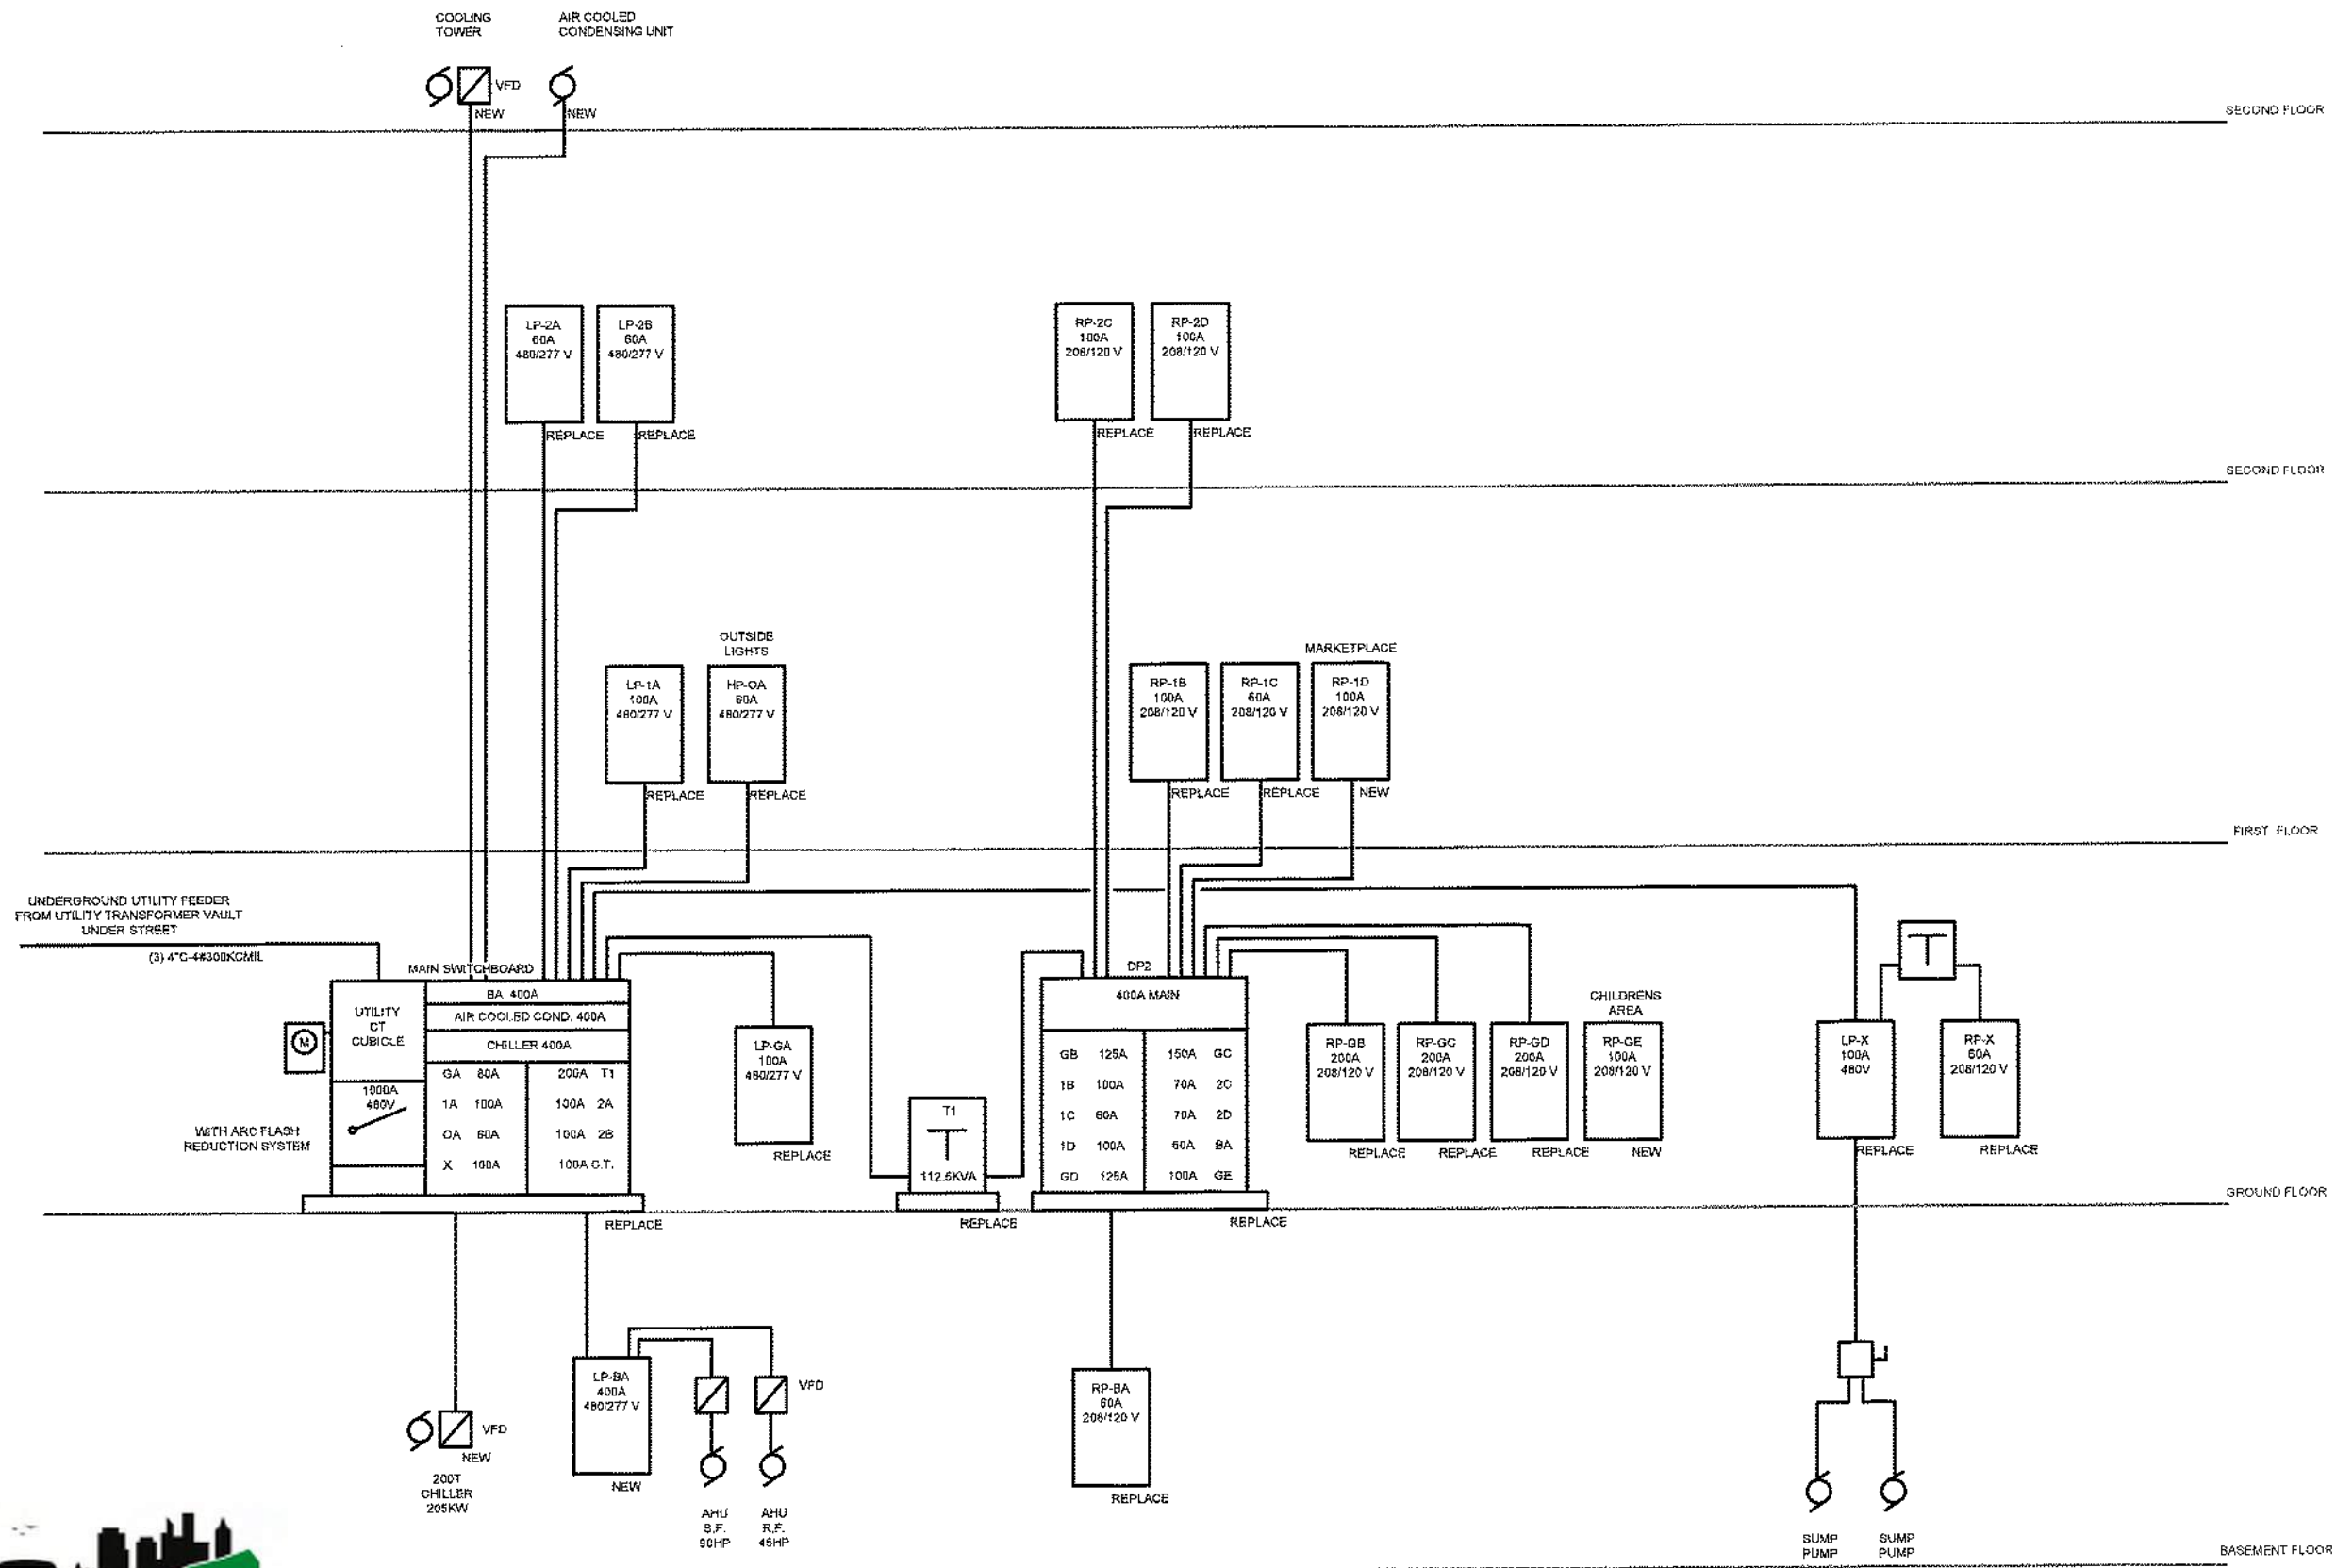 COOLING
TOWER
AIR COOLED
CONDENSING UNIT
VFD
NEW
NEW
SECOND FLOOR
LP-2A
60A
480/277 V
REPLACE
LP-2B
60A
480/277 V
REPLACE
RP-2C
100A
208/120 V
REPLACE
RP-2D
100A
208/120 V
REPLACE
SECOND FLOOR
OUTSIDE
LIGHTS
LP-1A
100A
480/277 V
REPLACE
HP-OA
60A
480/277 V
REPLACE
MARKETPLACE
RP-1B
100A
208/120 V
REPLACE
RP-1C
60A
208/120 V
REPLACE
RP-1D
100A
208/120 V
NEW
FIRST FLOOR
UNDERGROUND UTILITY FEEDER
FROM UTILITY TRANSFORMER VAULT
UNDER STREET
(3) 4"C-4#300KCMIL
MAIN SWITCHBOARD
UTILITY
CT
CUBICLE
M
1000A
480V
WITH ARC FLASH
REDUCTION SYSTEM
BA 400A
AIR COOLED COND. 400A
CHILLER 400A
GA 80A 200A T1
1A 100A 100A 2A
OA 60A 100A 2B
X 100A 100A C.T.
REPLACE
LP-GA
100A
480/277 V
REPLACE
T1
112.5KVA
REPLACE
DP2
400A MAIN
GB 125A 150A GC
1B 100A 70A 2C
1C 60A 70A 2D
1D 100A 60A BA
GD 125A 100A GE
REPLACE
RP-GB
200A
208/120 V
REPLACE
RP-GC
200A
208/120 V
REPLACE
RP-GD
200A
208/120 V
REPLACE
CHILDRENS
AREA
RP-GE
100A
208/120 V
NEW
LP-X
100A
480V
REPLACE
T
RP-X
60A
208/120 V
REPLACE
GROUND FLOOR
VFD
NEW
200T
CHILLER
205KW
LP-BA
400A
480/277 V
NEW
VFD
AHU
S.F.
90HP
AHU
R.F.
45HP
RP-BA
60A
208/120 V
REPLACE
SUMP
PUMP
SUMP
PUMP
BASEMENT FLOOR